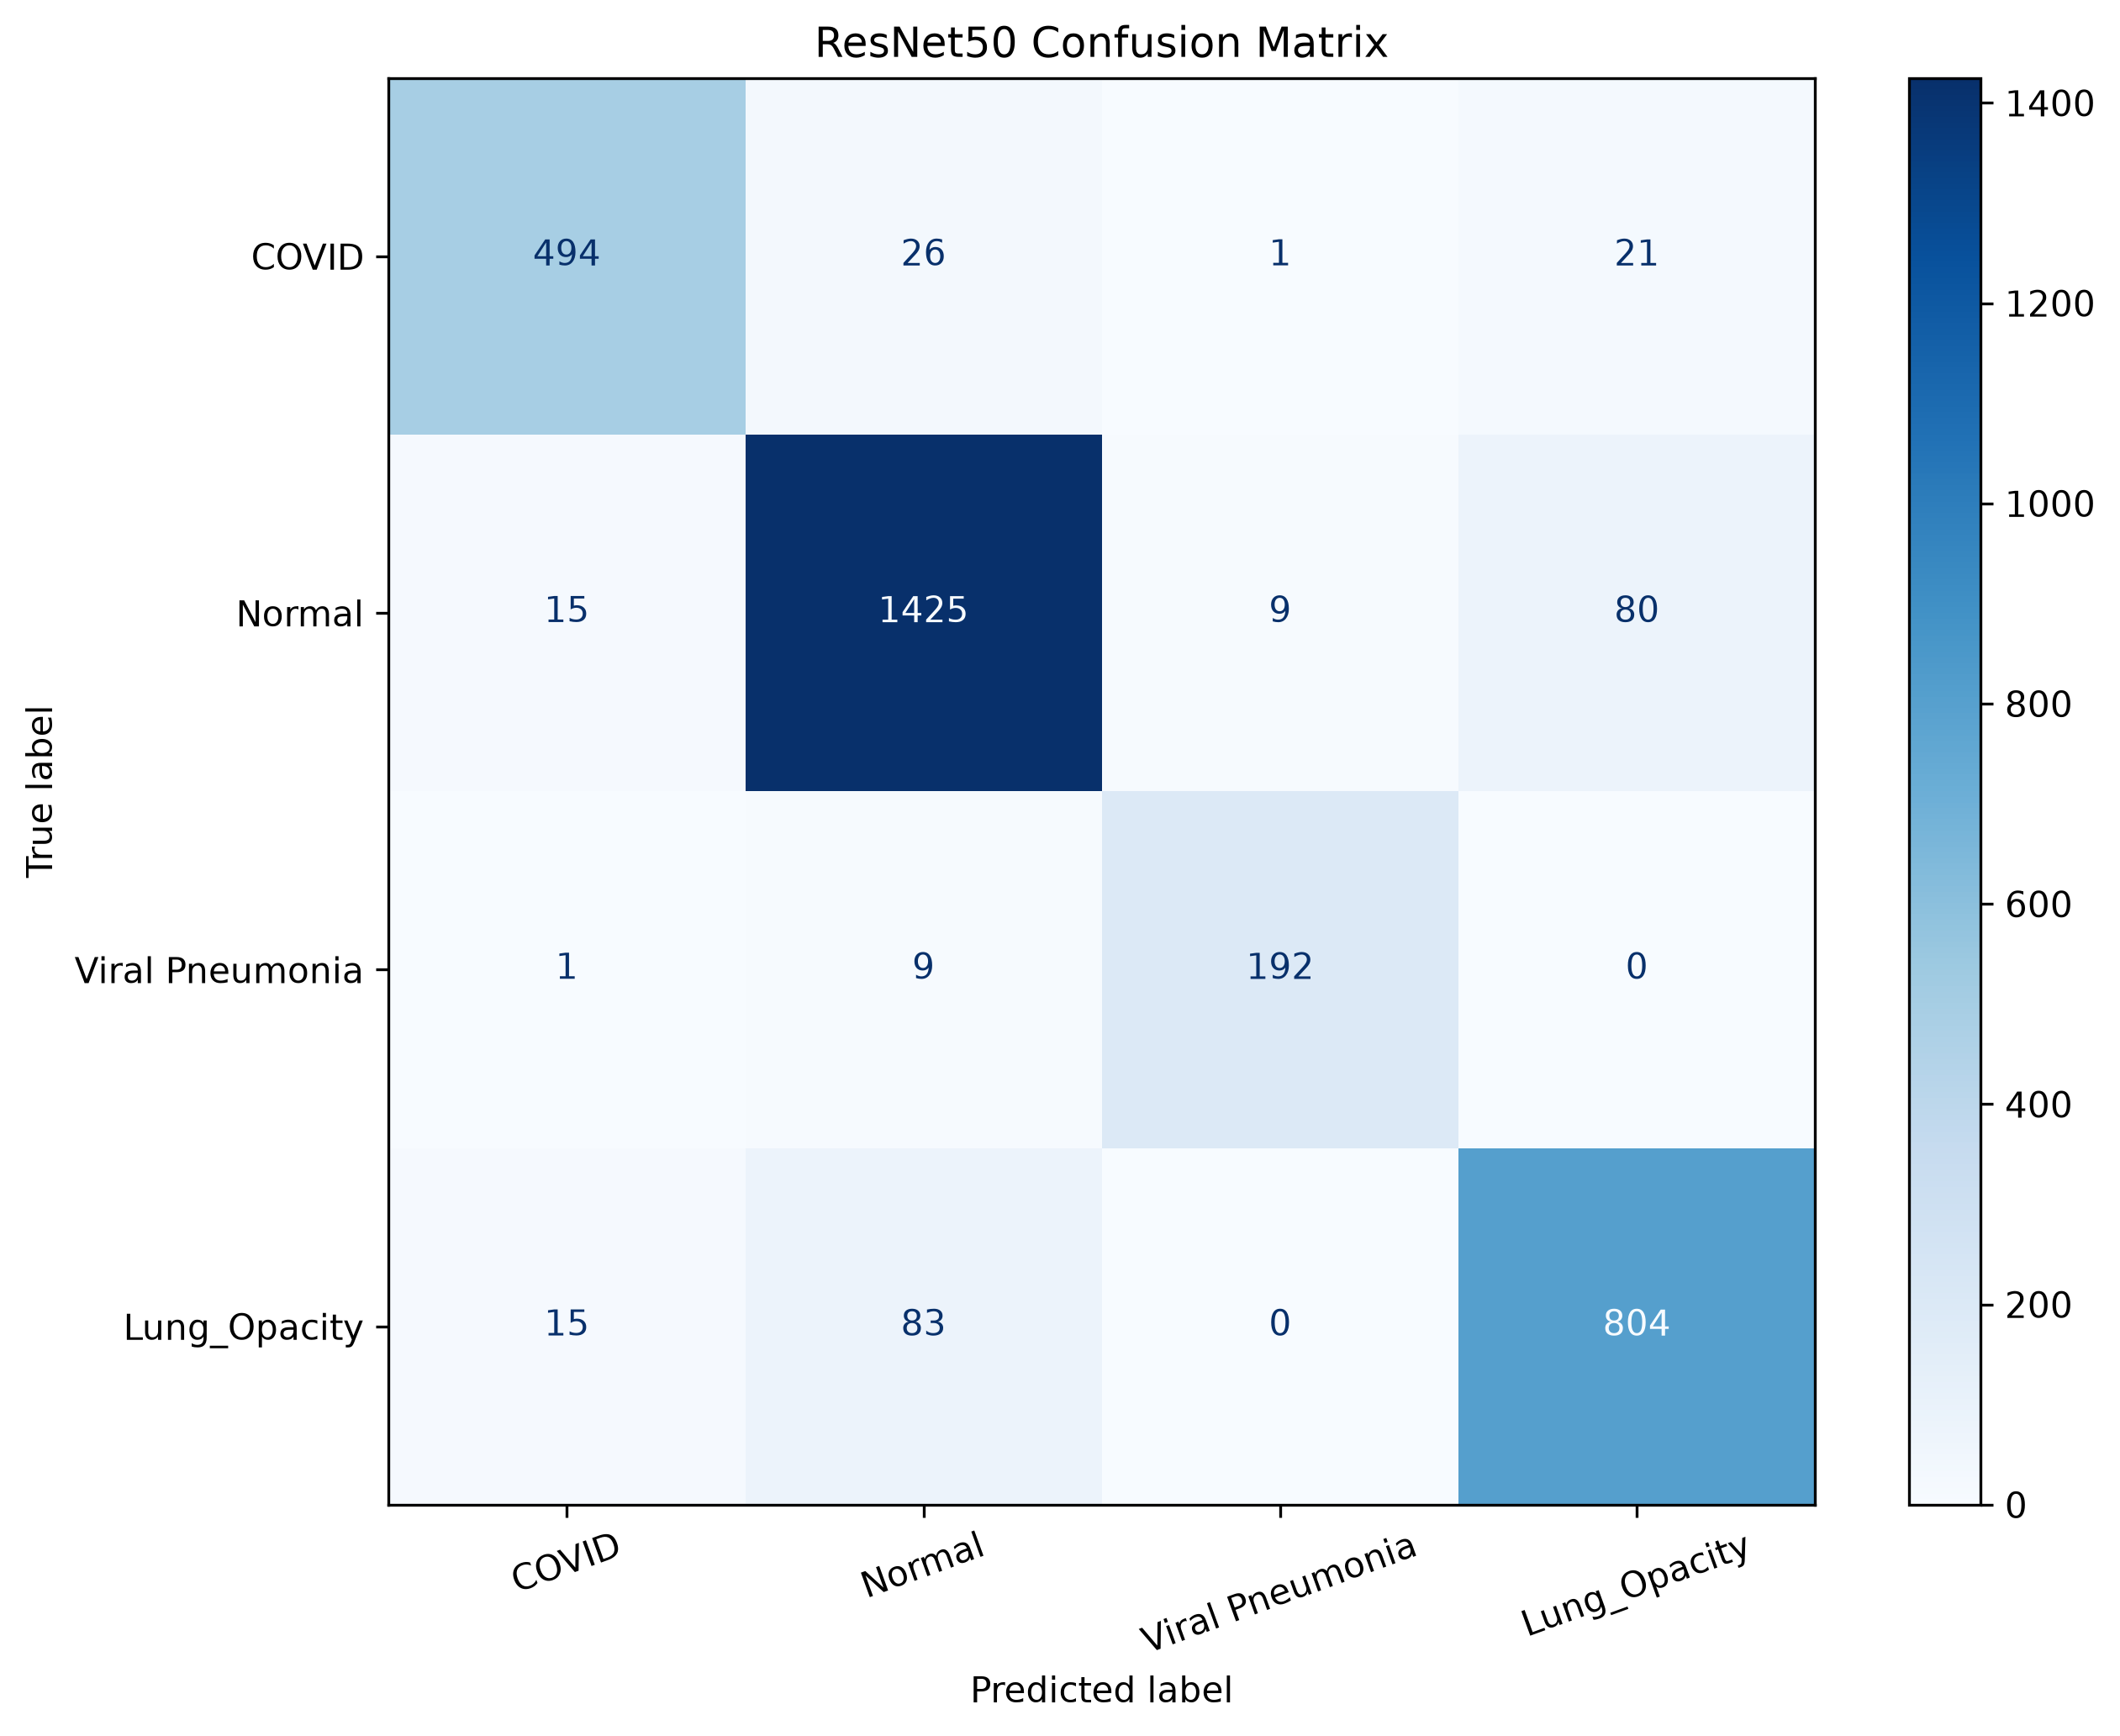 ResNet50 Confusion Matrix
True label
COVID
494 26 1 21
Normal
15 1425 9 80
Viral Pneumonia
1 9 192 0
Lung_Opacity
15 83 0 804
COVID Normal Viral Pneumonia Lung_Opacity
Predicted label
1400
1200
1000
800
600
400
200
0